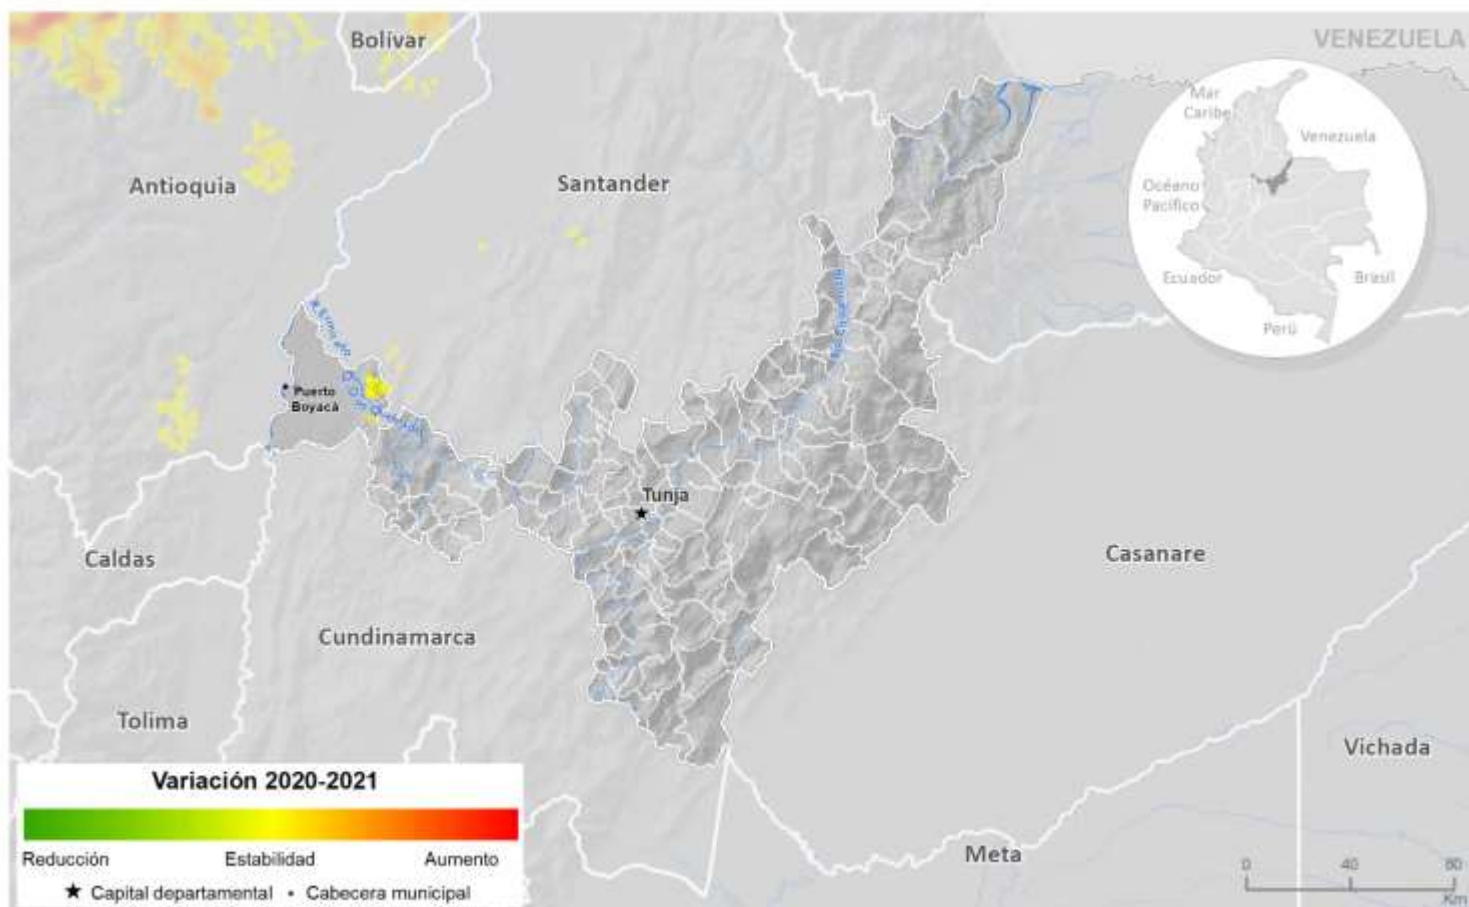 Bolívar
VENEZUELA
Mar
Caribe
Venezuela
Antioquia
Santander
Océano
Pacífico
Ecuador
Brasil
Perú
Puerto
Boyacá
Tunja
Caldas
Casanare
Cundinamarca
Tolima
Vichada
Variación 2020-2021
Reducción Estabilidad Aumento
★ Capital departamental • Cabecera municipal
Meta
0 40 80
Km